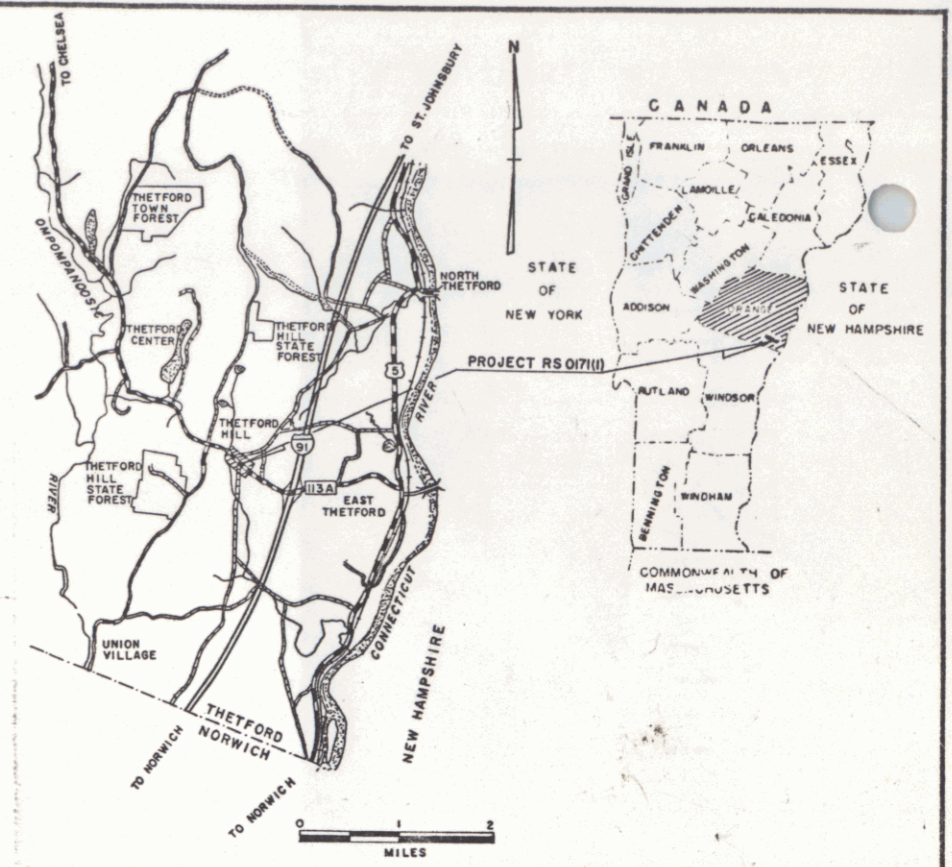 TO CHELSEA
TO ST. JOHNSBURY
N
THETFORD
TOWN
FOREST
OMPOMPANOOSIC
NORTH
THETFORD
THETFORD
CENTER
THETFORD
HILL
STATE
FOREST
5
RIVER
THETFORD
HILL
91
THETFORD
HILL
STATE
FOREST
113A
EAST
THETFORD
RIVER
CONNECTICUT
UNION
VILLAGE
THETFORD
NORWICH
NEW HAMPSHIRE
TO NORWICH
TO NORWICH
0 1 2
MILES
CANADA
GRAND ISLE
FRANKLIN
ORLEANS
ESSEX
LAMOILLE
CHITTENDEN
CALEDONIA
WASHINGTON
STATE
OF
NEW YORK
ADDISON
ORANGE
STATE
OF
NEW HAMPSHIRE
PROJECT RS 0171(1)
RUTLAND
WINDSOR
BENNINGTON
WINDHAM
COMMONWEALTH OF
MASSACHUSETTS